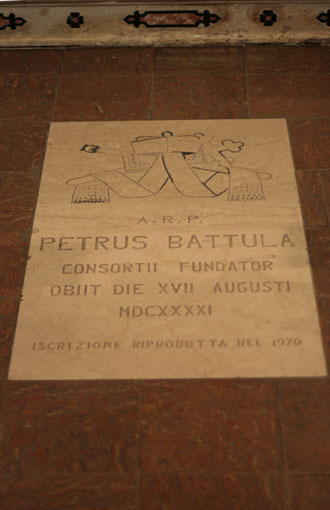 A.R.P.
PETRUS BATTULA
CONSORTII FUNDATOR
OBIIT DIE XVII AUGUSTI
MDCXXXXI
ISCRIZIONE RIPRODOTTA NEL 1970